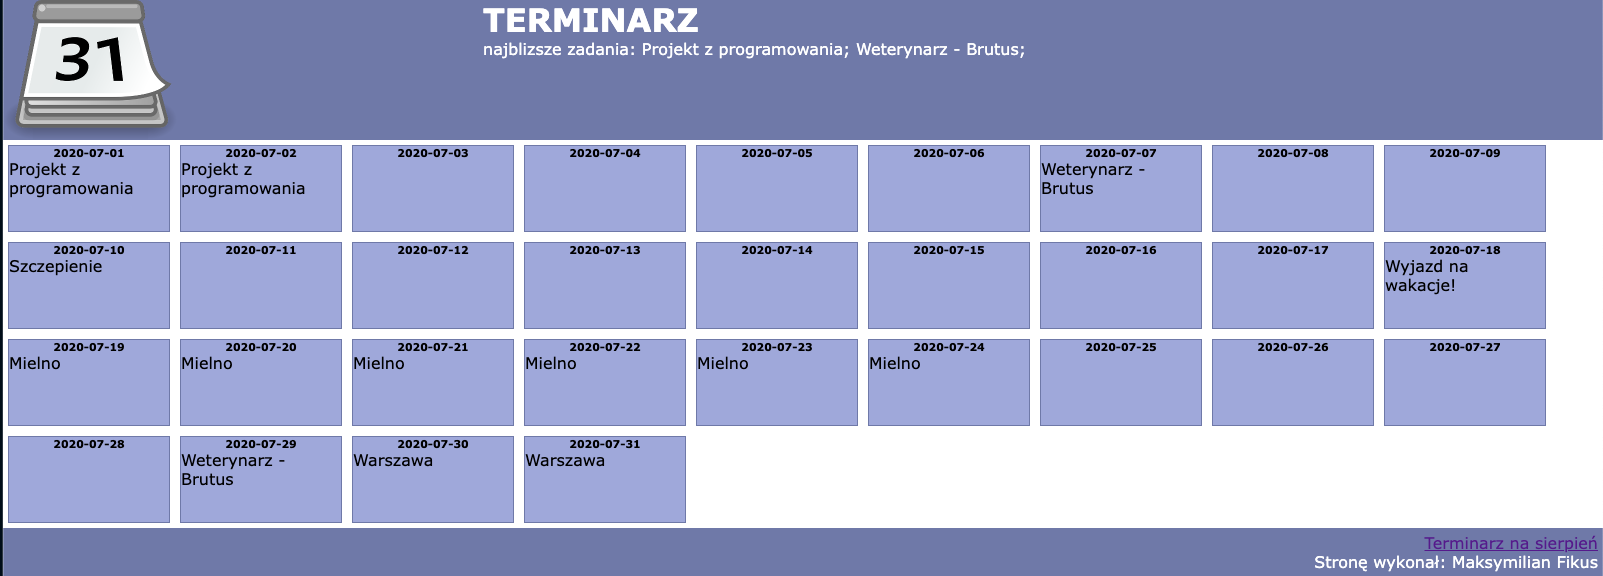 31
TERMINARZ
najblizsze zadania: Projekt z programowania; Weterynarz - Brutus;
2020-07-01
Projekt z
programowania
2020-07-02
Projekt z
programowania
2020-07-03
2020-07-04
2020-07-05
2020-07-06
2020-07-07
Weterynarz -
Brutus
2020-07-08
2020-07-09
2020-07-10
Szczepienie
2020-07-11
2020-07-12
2020-07-13
2020-07-14
2020-07-15
2020-07-16
2020-07-17
2020-07-18
Wyjazd na
wakacje!
2020-07-19
Mielno
2020-07-20
Mielno
2020-07-21
Mielno
2020-07-22
Mielno
2020-07-23
Mielno
2020-07-24
Mielno
2020-07-25
2020-07-26
2020-07-27
2020-07-28
2020-07-29
Weterynarz -
Brutus
2020-07-30
Warszawa
2020-07-31
Warszawa
Terminarz na sierpień
Stronę wykonał: Maksymilian Fikus